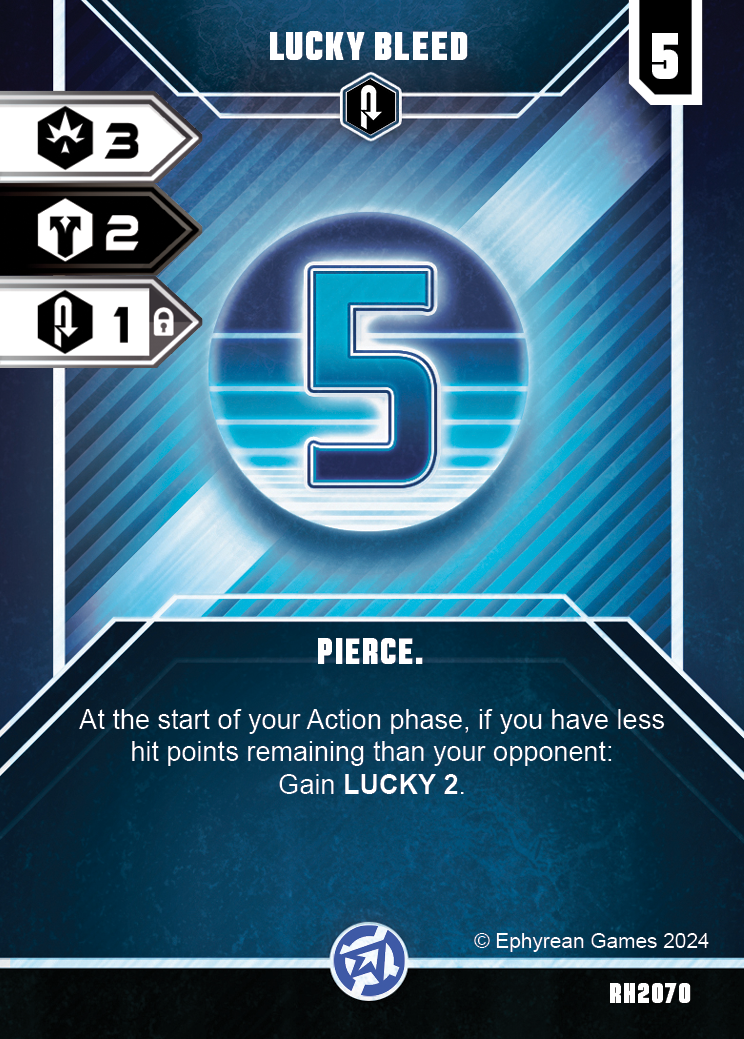 LUCKY BLEED
5
3
2
1
5
PIERCE.
At the start of your Action phase, if you have less
hit points remaining than your opponent:
Gain LUCKY 2.
© Ephyrean Games 2024
RH2070